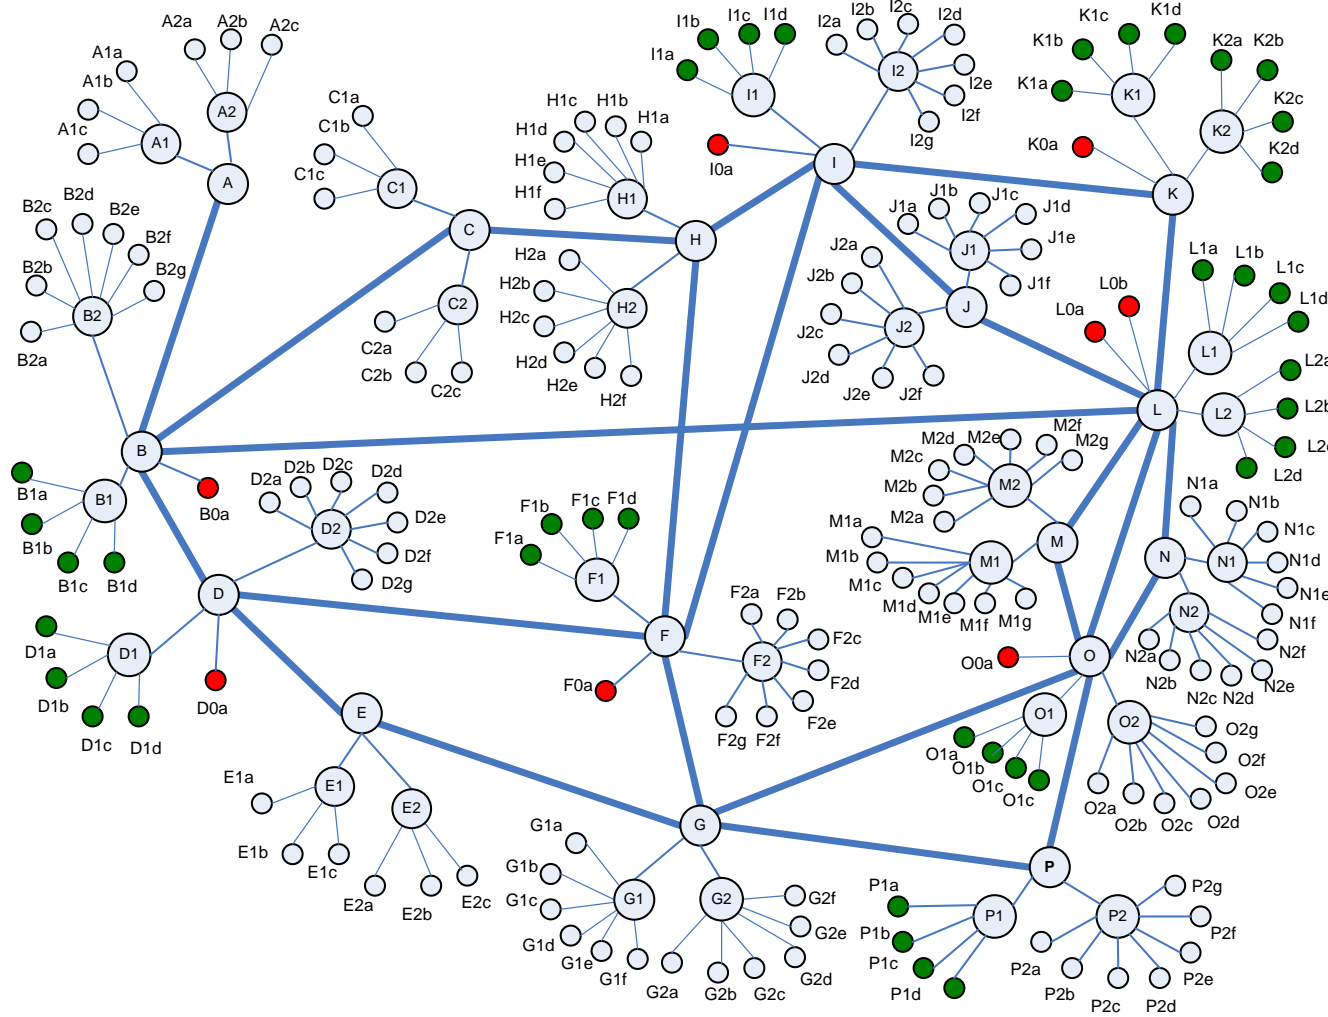 A2a
A2b
A2c
A1a
A1b
A1c
A1
A2
A
B2a
B2b
B2c
B2d
B2e
B2f
B2g
B2
B
B0a
B1
B1a
B1b
B1c
B1d
C1a
C1b
C1c
C1
C
C2
C2a
C2b
C2c
D2a
D2b
D2c
D2d
D2e
D2f
D2g
D2
D
D0a
D1
D1a
D1b
D1c
D1d
E
E1
E1a
E1b
E1c
E2
E2a
E2b
E2c
F1a
F1b
F1c
F1d
F1
F
F0a
F2
F2a
F2b
F2c
F2d
F2e
F2f
F2g
G
G1
G1a
G1b
G1c
G1d
G1e
G1f
G2
G2a
G2b
G2c
G2d
G2e
G2f
H1a
H1b
H1c
H1d
H1e
H1f
H1
H
H2
H2a
H2b
H2c
H2d
H2e
H2f
I1a
I1b
I1c
I1d
I1
I0a
I
I2
I2a
I2b
I2c
I2d
I2e
I2f
I2g
J1a
J1b
J1c
J1d
J1e
J1f
J1
J
J2
J2a
J2b
J2c
J2d
J2e
J2f
K1a
K1b
K1c
K1d
K1
K0a
K
K2
K2a
K2b
K2c
K2d
L0a
L0b
L
L1
L1a
L1b
L1c
L1d
L2
L2a
L2b
L2c
L2d
M2a
M2b
M2c
M2d
M2e
M2f
M2g
M2
M
M1
M1a
M1b
M1c
M1d
M1e
M1f
M1g
N
N1
N1a
N1b
N1c
N1d
N1e
N1f
N2
N2a
N2b
N2c
N2d
N2e
N2f
O0a
O
O1
O1a
O1b
O1c
O1c
O2
O2a
O2b
O2c
O2d
O2e
O2f
O2g
P
P1
P1a
P1b
P1c
P1d
P2
P2a
P2b
P2c
P2d
P2e
P2f
P2g